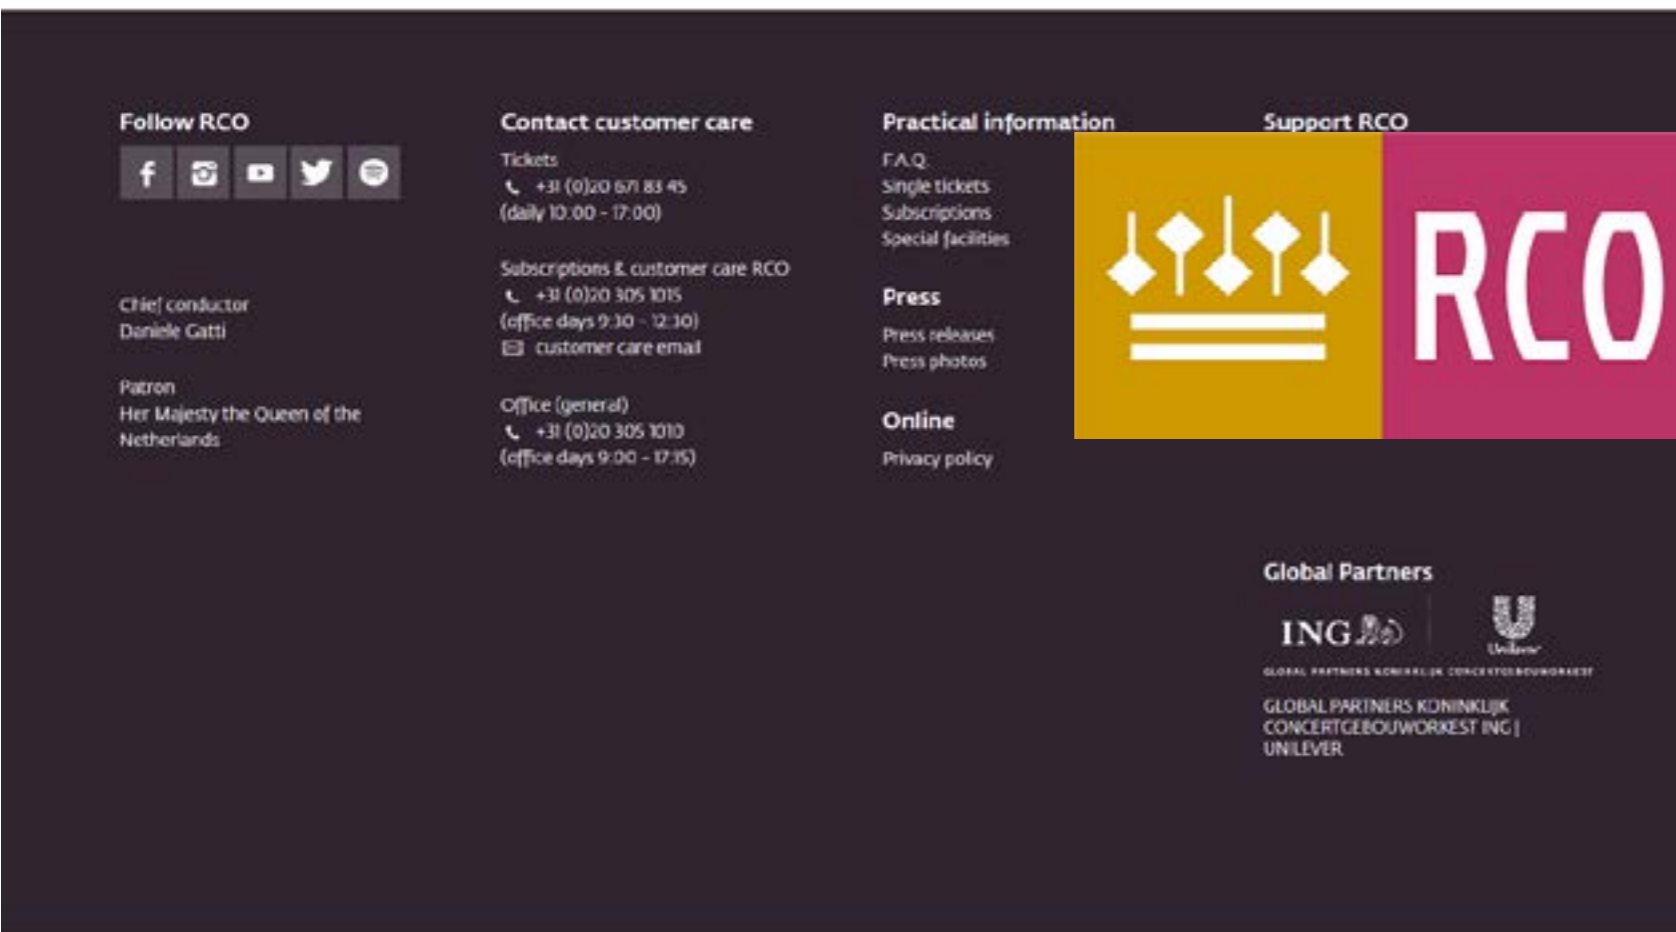 Follow RCO
Chief conductor
Daniele Gatti
Patron
Her Majesty the Queen of the
Netherlands
Contact customer care
Tickets
+31 (0)20 671 83 45
(daily 10:00 - 17:00)
Subscriptions & customer care RCO
+31 (0)20 305 1015
(office days 9:30 - 12:30)
customer care email
Office (general)
+31 (0)20 305 1010
(office days 9:00 - 17:15)
Practical information
F.A.Q.
Single tickets
Subscriptions
Special facilities
Press
Press releases
Press photos
Online
Privacy policy
Support RCO
RCO
Global Partners
ING
Unilever
GLOBAL PARTNERS KONINKLIJK CONCERTGEBOUWORKEST
GLOBAL PARTNERS KONINKLIJK
CONCERTGEBOUWORKEST ING |
UNILEVER